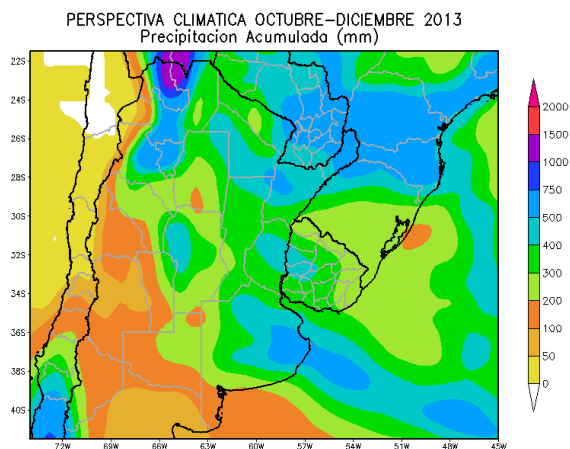 PERSPECTIVA CLIMATICA OCTUBRE-DICIEMBRE 2013
Precipitacion Acumulada (mm)
22S
24S
26S
28S
30S
32S
34S
36S
38S
40S
72W 69W 66W 63W 60W 57W 54W 51W 48W 45W
2000
1500
1000
750
500
400
300
200
100
50
0